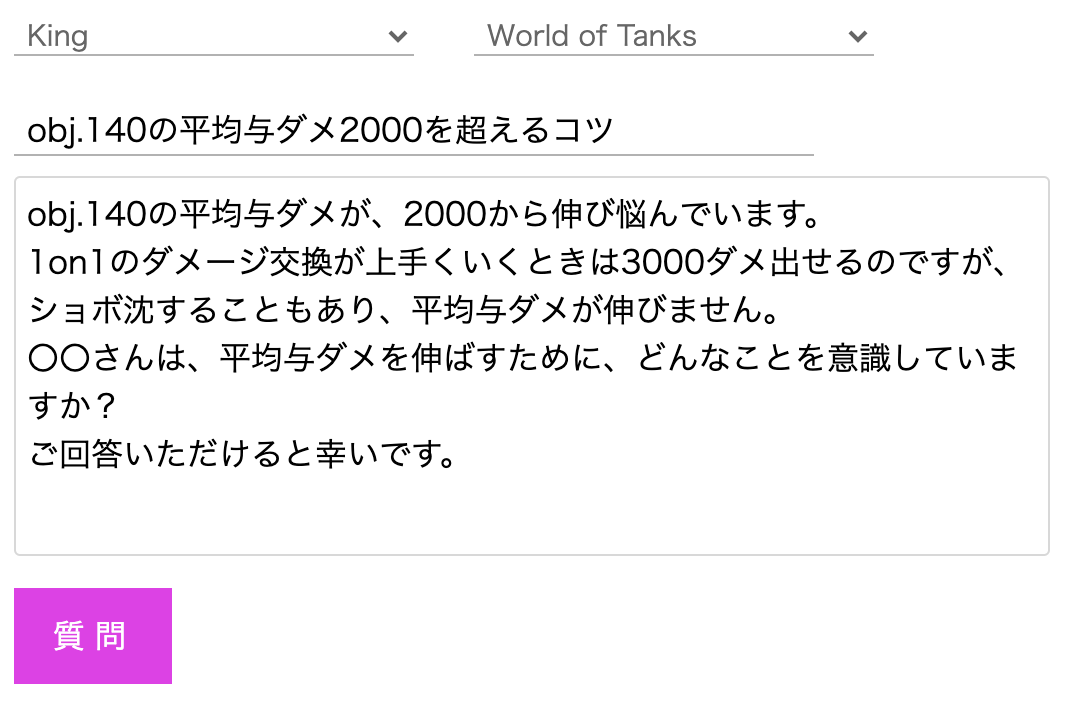 King
World of Tanks
obj.140の平均与ダメ2000を超えるコツ
obj.140の平均与ダメが、2000から伸び悩んでいます。
1on1のダメージ交換が上手くいくときは3000ダメ出せるのですが、
ショボ沈することもあり、平均与ダメが伸びません。
〇〇さんは、平均与ダメを伸ばすために、どんなことを意識していま
すか？
ご回答いただけると幸いです。
質 問